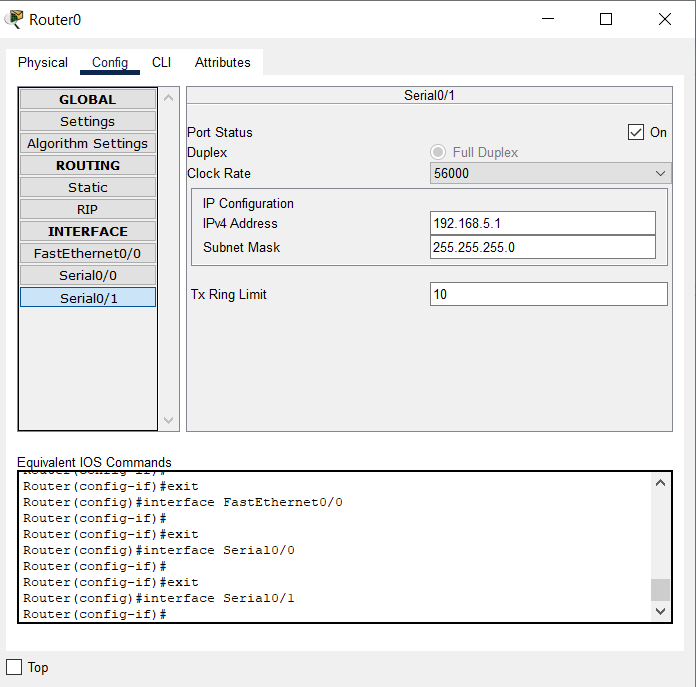 Router0
Physical Config CLI Attributes
GLOBAL
Settings
Algorithm Settings
ROUTING
Static
RIP
INTERFACE
FastEthernet0/0
Serial0/0
Serial0/1
Serial0/1
Port Status On
Duplex Full Duplex
Clock Rate 56000
IP Configuration
IPv4 Address 192.168.5.1
Subnet Mask 255.255.255.0
Tx Ring Limit 10
Equivalent IOS Commands
Router(config-if)#
Router(config-if)#exit
Router(config)#interface FastEthernet0/0
Router(config-if)#
Router(config-if)#exit
Router(config)#interface Serial0/0
Router(config-if)#
Router(config-if)#exit
Router(config)#interface Serial0/1
Router(config-if)#
Top